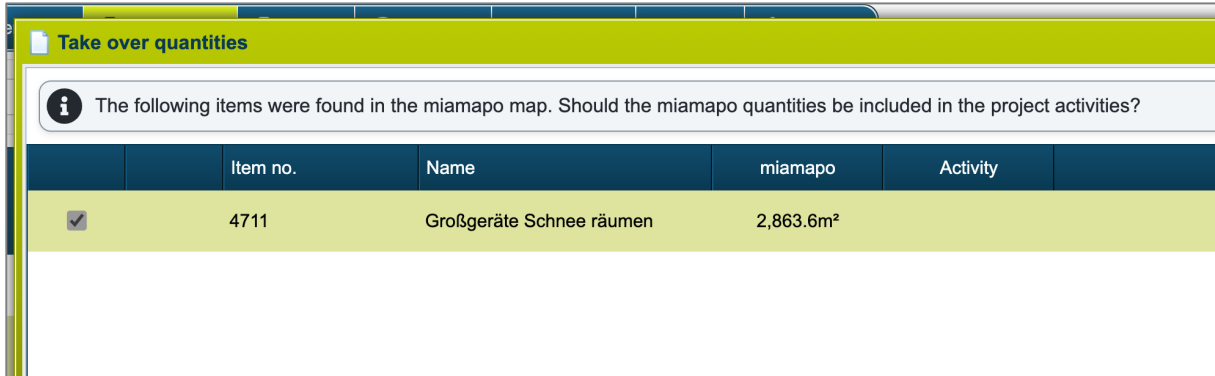 Take over quantities
The following items were found in the miamapo map. Should the miamapo quantities be included in the project activities?
Item no. Name miamapo Activity
4711 Großgeräte Schnee räumen 2,863.6m²